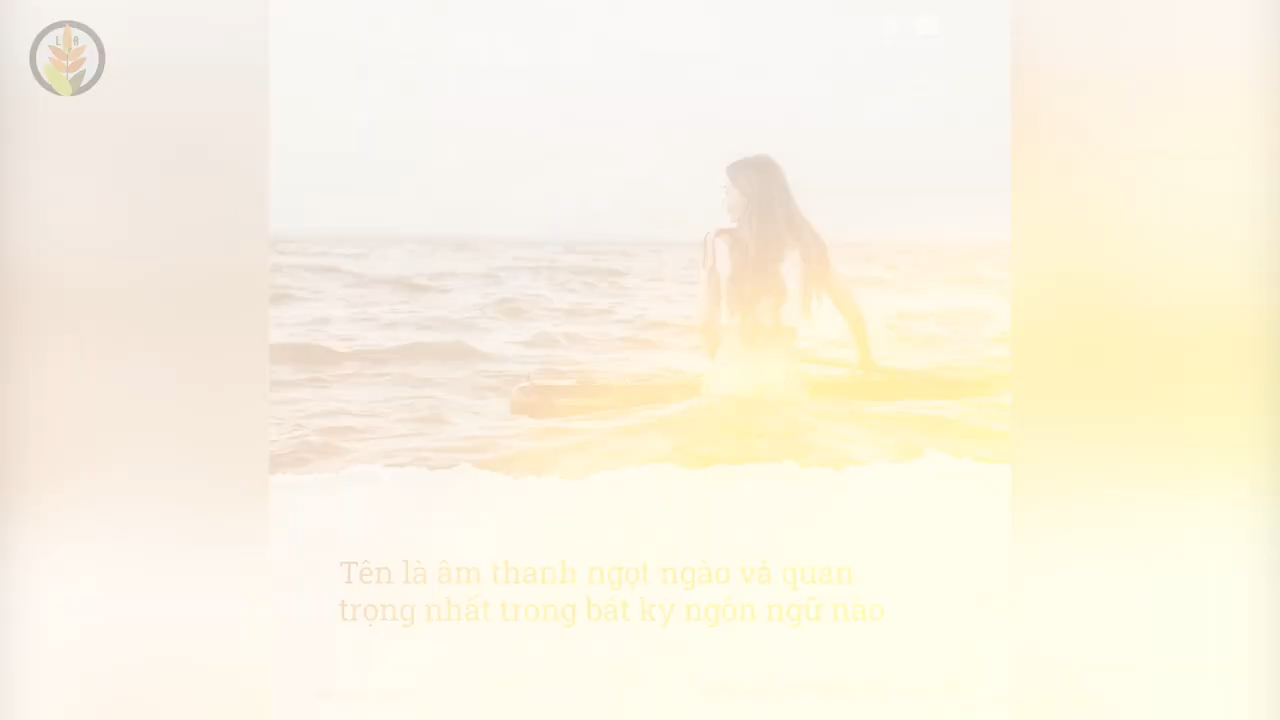 L A
Tên là âm thanh ngọt ngào và quan
trọng nhất trong bất kỳ ngôn ngữ nào